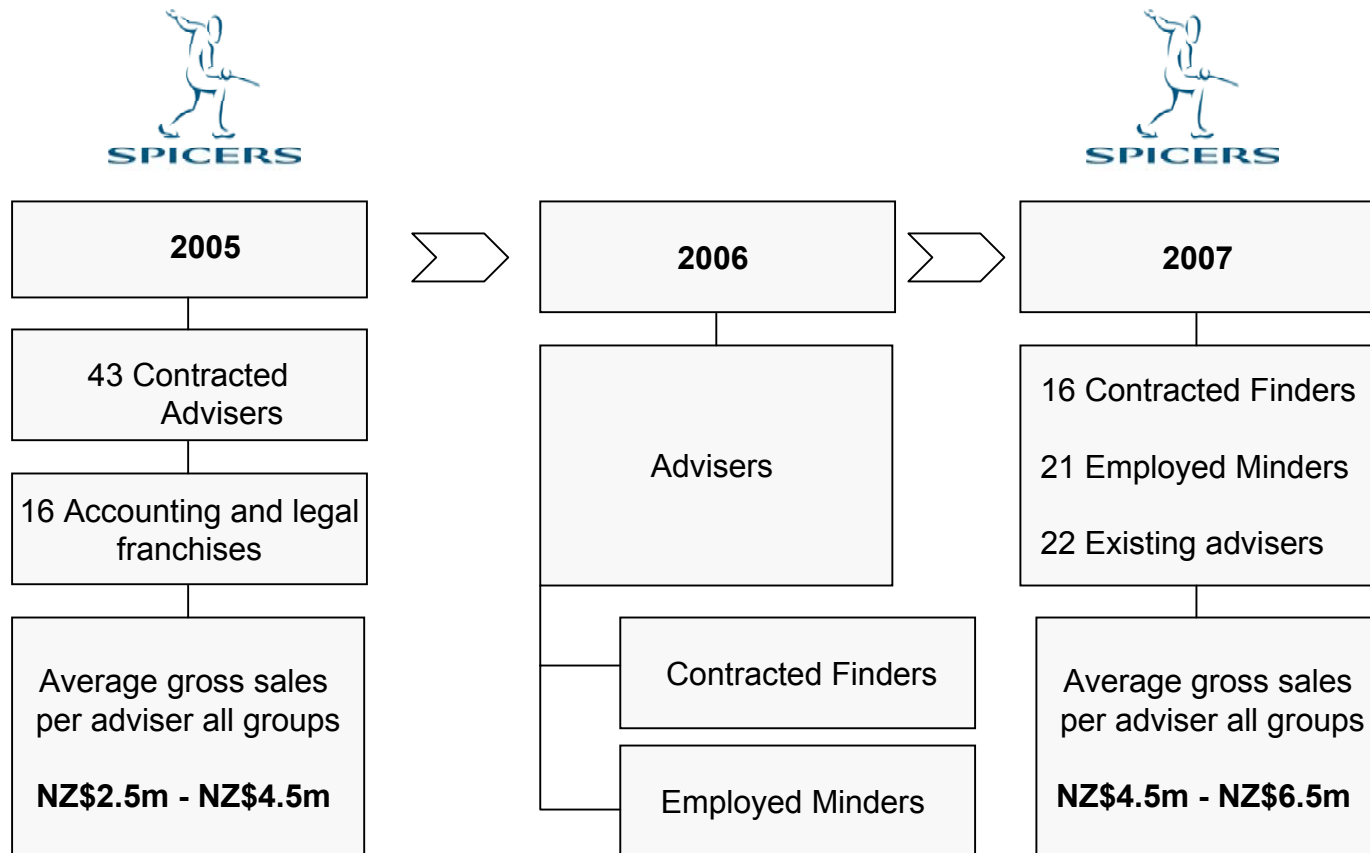 SPICERS
SPICERS
2005
43 Contracted
Advisers
16 Accounting and legal
franchises
Average gross sales
per adviser all groups
NZ$2.5m - NZ$4.5m
2006
Advisers
Contracted Finders
Employed Minders
2007
16 Contracted Finders
21 Employed Minders
22 Existing advisers
Average gross sales
per adviser all groups
NZ$4.5m - NZ$6.5m